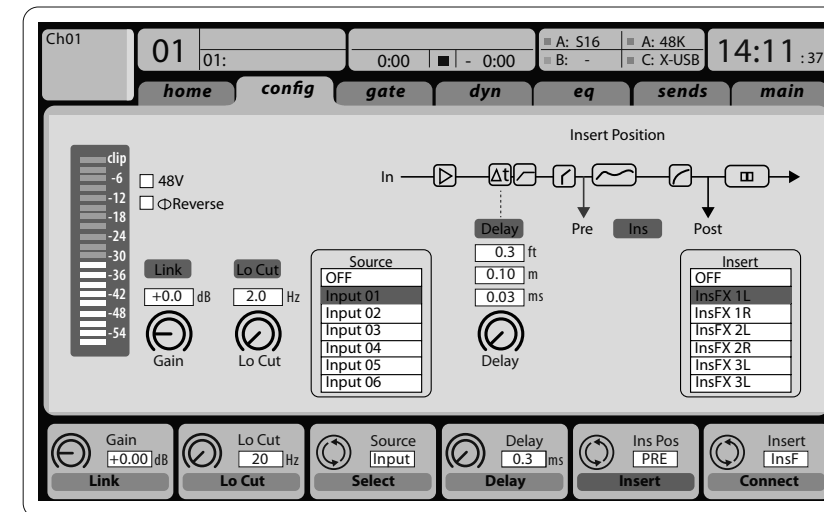 Ch01
01
01:
0:00 - 0:00
A: S16
A: 48K
B: -
C: X-USB
14:11 :37
home config gate dyn eq sends main
Insert Position
clip
-6
-12
-18
-24
-30
-36
-42
-48
-54
48V
ΦReverse
In
Delay
Pre Ins Post
0.3 ft
0.10 m
0.03 ms
Delay
Link
+0.0 dB
Gain
Lo Cut
2.0 Hz
Lo Cut
Source
OFF
Input 01
Input 02
Input 03
Input 04
Input 05
Input 06
Insert
OFF
InsFX 1L
InsFX 1R
InsFX 2L
InsFX 2R
InsFX 3L
InsFX 3L
Gain
+0.00 dB
Link
Lo Cut
20 Hz
Lo Cut
Source
Input
Select
Delay
0.3 ms
Delay
Ins Pos
PRE
Insert
Insert
InsF
Connect